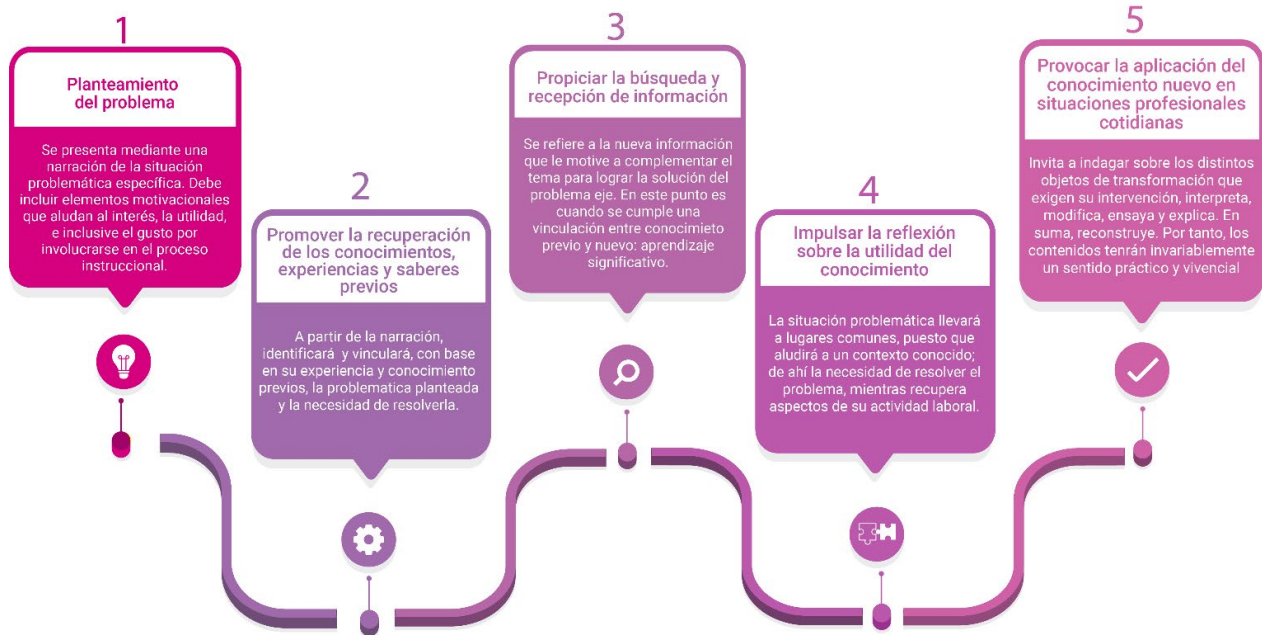 1
Planteamiento
del problema
Se presenta mediante una
narración de la situación
problemática específica. Debe
incluir elementos motivacionales
que aludan al interés, la utilidad,
e inclusive el gusto por
involucrarse en el proceso
instruccional.
2
Promover la recuperación
de los conocimientos,
experiencias y saberes
previos
A partir de la narración,
identificará y vinculará, con base
en su experiencia y conocimiento
previos, la problematica planteada
y la necesidad de resolverla.
3
Propiciar la búsqueda y
recepción de información
Se refiere a la nueva información
que le motive a complementar el
tema para lograr la solución del
problema eje. En este punto es
cuando se cumple una
vinculación entre conocimieto
previo y nuevo: aprendizaje
significativo.
4
Impulsar la reflexión
sobre la utilidad del
conocimiento
La situación problemática llevará
a lugares comunes, puesto que
aludirá a un contexto conocido;
de ahí la necesidad de resolver el
problema, mientras recupera
aspectos de su actividad laboral.
5
Provocar la aplicación del
conocimiento nuevo en
situaciones profesionales
cotidianas
Invita a indagar sobre los distintos
objetos de transformación que
exigen su intervención, interpreta,
modifica, ensaya y explica. En
suma, reconstruye. Por tanto, los
contenidos tendrán invariablemente
un sentido práctico y vivencial